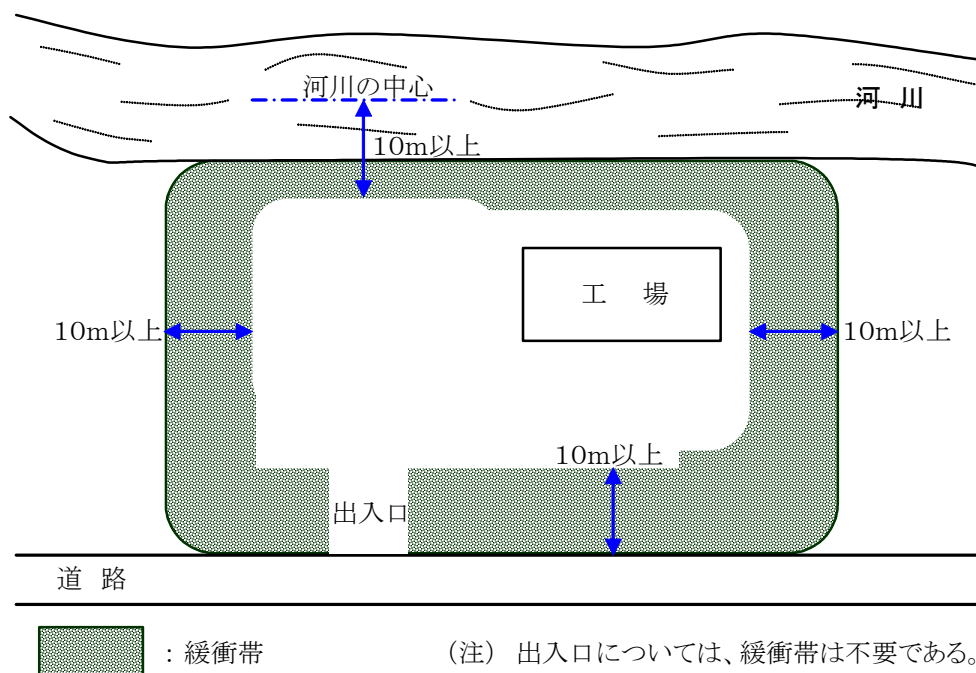 河川の中心
河 川
10m以上
工 場
10m以上
10m以上
10m以上
出入口
道 路
：緩衝帯
（注） 出入口については、緩衝帯は不要である。